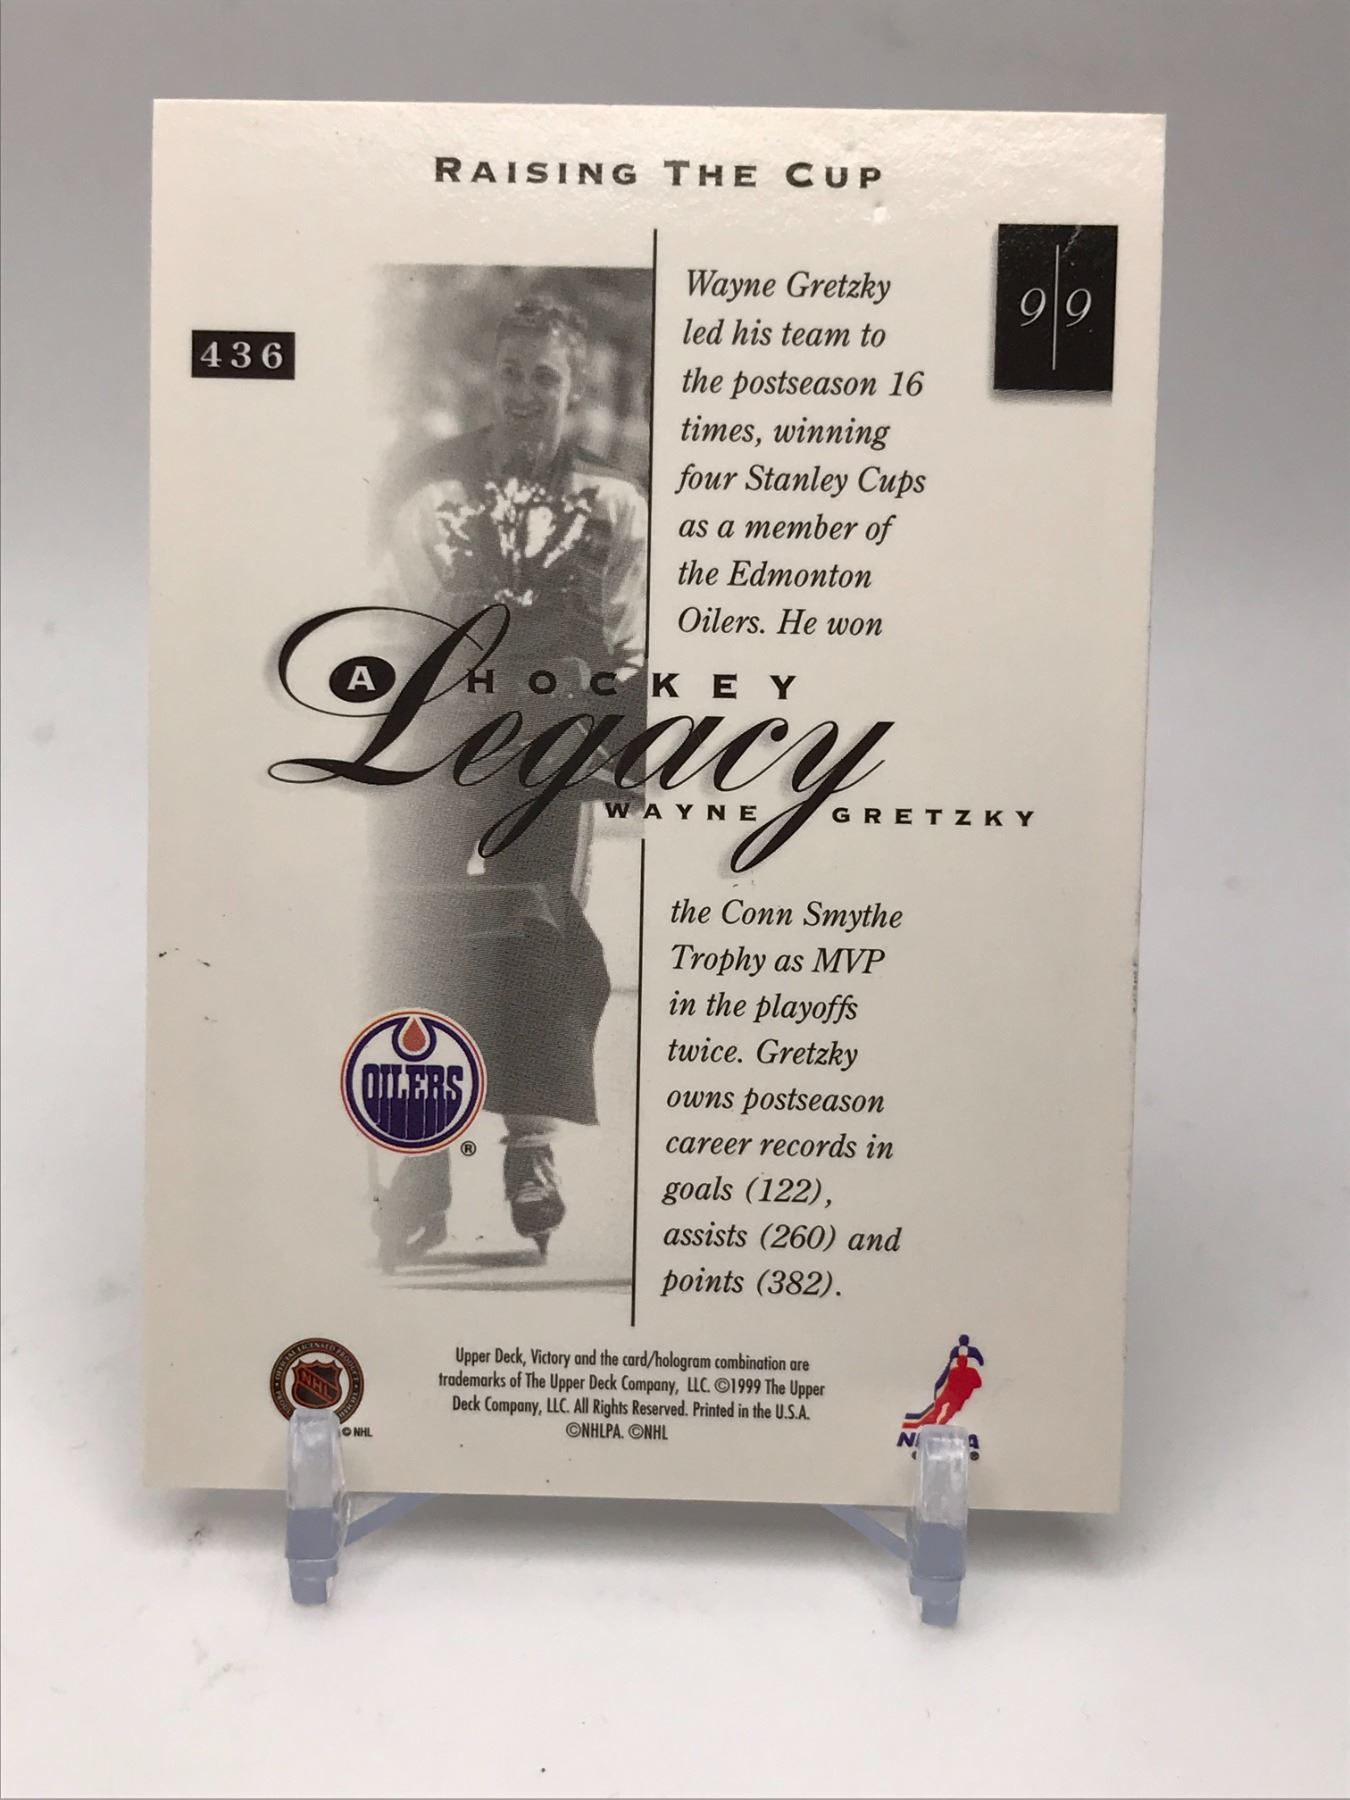 RAISING THE CUP
436
9 9
Wayne Gretzky
led his team to
the postseason 16
times, winning
four Stanley Cups
as a member of
the Edmonton
Oilers. He won
A HOCKEY
Legacy
WAYNE GRETZKY
the Conn Smythe
Trophy as MVP
in the playoffs
twice. Gretzky
owns postseason
career records in
goals (122),
assists (260) and
points (382).
OILERS
®
NHL
© NHL
Upper Deck, Victory and the card/hologram combination are
trademarks of The Upper Deck Company, LLC. ©1999 The Upper
Deck Company, LLC. All Rights Reserved. Printed in the U.S.A.
©NHLPA. ©NHL